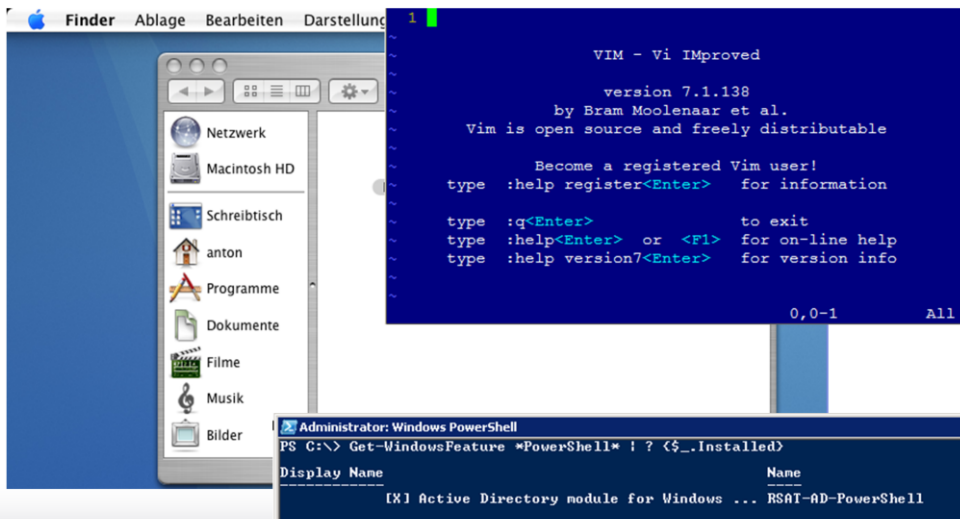 Finder Ablage Bearbeiten Darstellung
Netzwerk
Macintosh HD
Schreibtisch
anton
Programme
Dokumente
Filme
Musik
Bilder
1
~
~ VIM - Vi IMproved
~
~ version 7.1.138
~ by Bram Moolenaar et al.
~ Vim is open source and freely distributable
~
~ Become a registered Vim user!
~ type :help register<Enter> for information
~
~ type :q<Enter> to exit
~ type :help<Enter> or <F1> for on-line help
~ type :help version7<Enter> for version info
~
~
0,0-1 All
Administrator: Windows PowerShell
PS C:\> Get-WindowsFeature *PowerShell* | ? {$_.Installed}
Display Name Name
------------ ----
[X] Active Directory module for Windows ... RSAT-AD-PowerShell